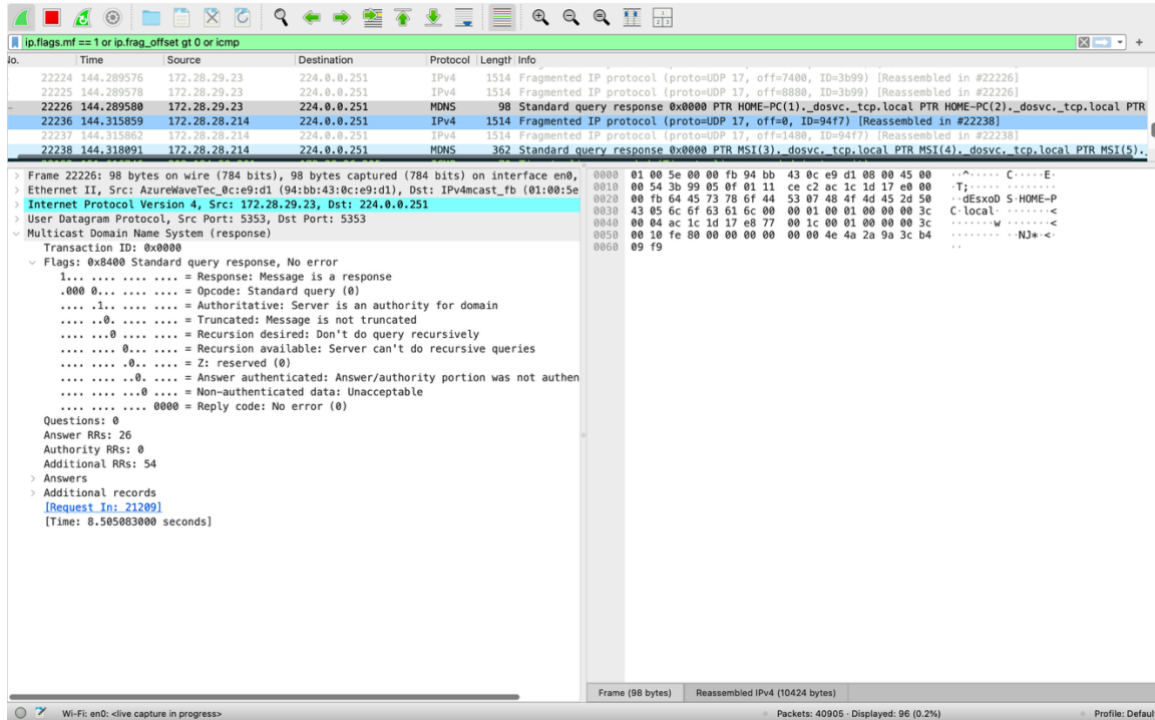 ip.flags.mf == 1 or ip.frag_offset gt 0 or icmp
No. Time Source Destination Protocol Length Info
22224 144.289576 172.28.29.23 224.0.0.251 IPv4 1514 Fragmented IP protocol (proto=UDP 17, off=7400, ID=3b99) [Reassembled in #22226]
22225 144.289578 172.28.29.23 224.0.0.251 IPv4 1514 Fragmented IP protocol (proto=UDP 17, off=8880, ID=3b99) [Reassembled in #22226]
22226 144.289580 172.28.29.23 224.0.0.251 MDNS 98 Standard query response 0x0000 PTR HOME-PC(1)._dosvc._tcp.local PTR HOME-PC(2)._dosvc._tcp.local PTR
22236 144.315859 172.28.28.214 224.0.0.251 IPv4 1514 Fragmented IP protocol (proto=UDP 17, off=0, ID=94f7) [Reassembled in #22238]
22237 144.315862 172.28.28.214 224.0.0.251 IPv4 1514 Fragmented IP protocol (proto=UDP 17, off=1480, ID=94f7) [Reassembled in #22238]
22238 144.318091 172.28.28.214 224.0.0.251 MDNS 362 Standard query response 0x0000 PTR MSI(3)._dosvc._tcp.local PTR MSI(4)._dosvc._tcp.local PTR MSI(5).
Frame 22226: 98 bytes on wire (784 bits), 98 bytes captured (784 bits) on interface en0,
Ethernet II, Src: AzureWaveTec_0c:e9:d1 (94:bb:43:0c:e9:d1), Dst: IPv4mcast_fb (01:00:5e
Internet Protocol Version 4, Src: 172.28.29.23, Dst: 224.0.0.251
User Datagram Protocol, Src Port: 5353, Dst Port: 5353
Multicast Domain Name System (response)
Transaction ID: 0x0000
Flags: 0x8400 Standard query response, No error
1... .... .... .... = Response: Message is a response
.000 0... .... .... = Opcode: Standard query (0)
.... .1.. .... .... = Authoritative: Server is an authority for domain
.... ..0. .... .... = Truncated: Message is not truncated
.... ...0 .... .... = Recursion desired: Don't do query recursively
.... .... 0... .... = Recursion available: Server can't do recursive queries
.... .... .0.. .... = Z: reserved (0)
.... .... ..0. .... = Answer authenticated: Answer/authority portion was not authen
.... .... ...0 .... = Non-authenticated data: Unacceptable
.... .... .... 0000 = Reply code: No error (0)
Questions: 0
Answer RRs: 26
Authority RRs: 0
Additional RRs: 54
Answers
Additional records
[Request In: 21209]
[Time: 8.505083000 seconds]
0000 01 00 5e 00 00 fb 94 bb 43 0c e9 d1 08 00 45 00 ··^····· C·····E·
0010 00 54 3b 99 05 0f 01 11 ce c2 ac 1c 1d 17 e0 00 ·T;····· ········
0020 00 fb 64 45 73 78 6f 44 53 07 48 4f 4d 45 2d 50 ··dEsxoD S·HOME-P
0030 43 05 6c 6f 63 61 6c 00 00 01 00 01 00 00 00 3c C·local· ·······<
0040 00 04 ac 1c 1d 17 e8 77 00 1c 00 01 00 00 00 3c ·······w ·······<
0050 00 10 fe 80 00 00 00 00 00 00 4e 4a 2a 9a 3c b4 ········ ··NJ*·<·
0060 09 f9 ··
Frame (98 bytes) Reassembled IPv4 (10424 bytes)
Wi-Fi: en0: <live capture in progress> Packets: 40905 · Displayed: 96 (0.2%) Profile: Defaul